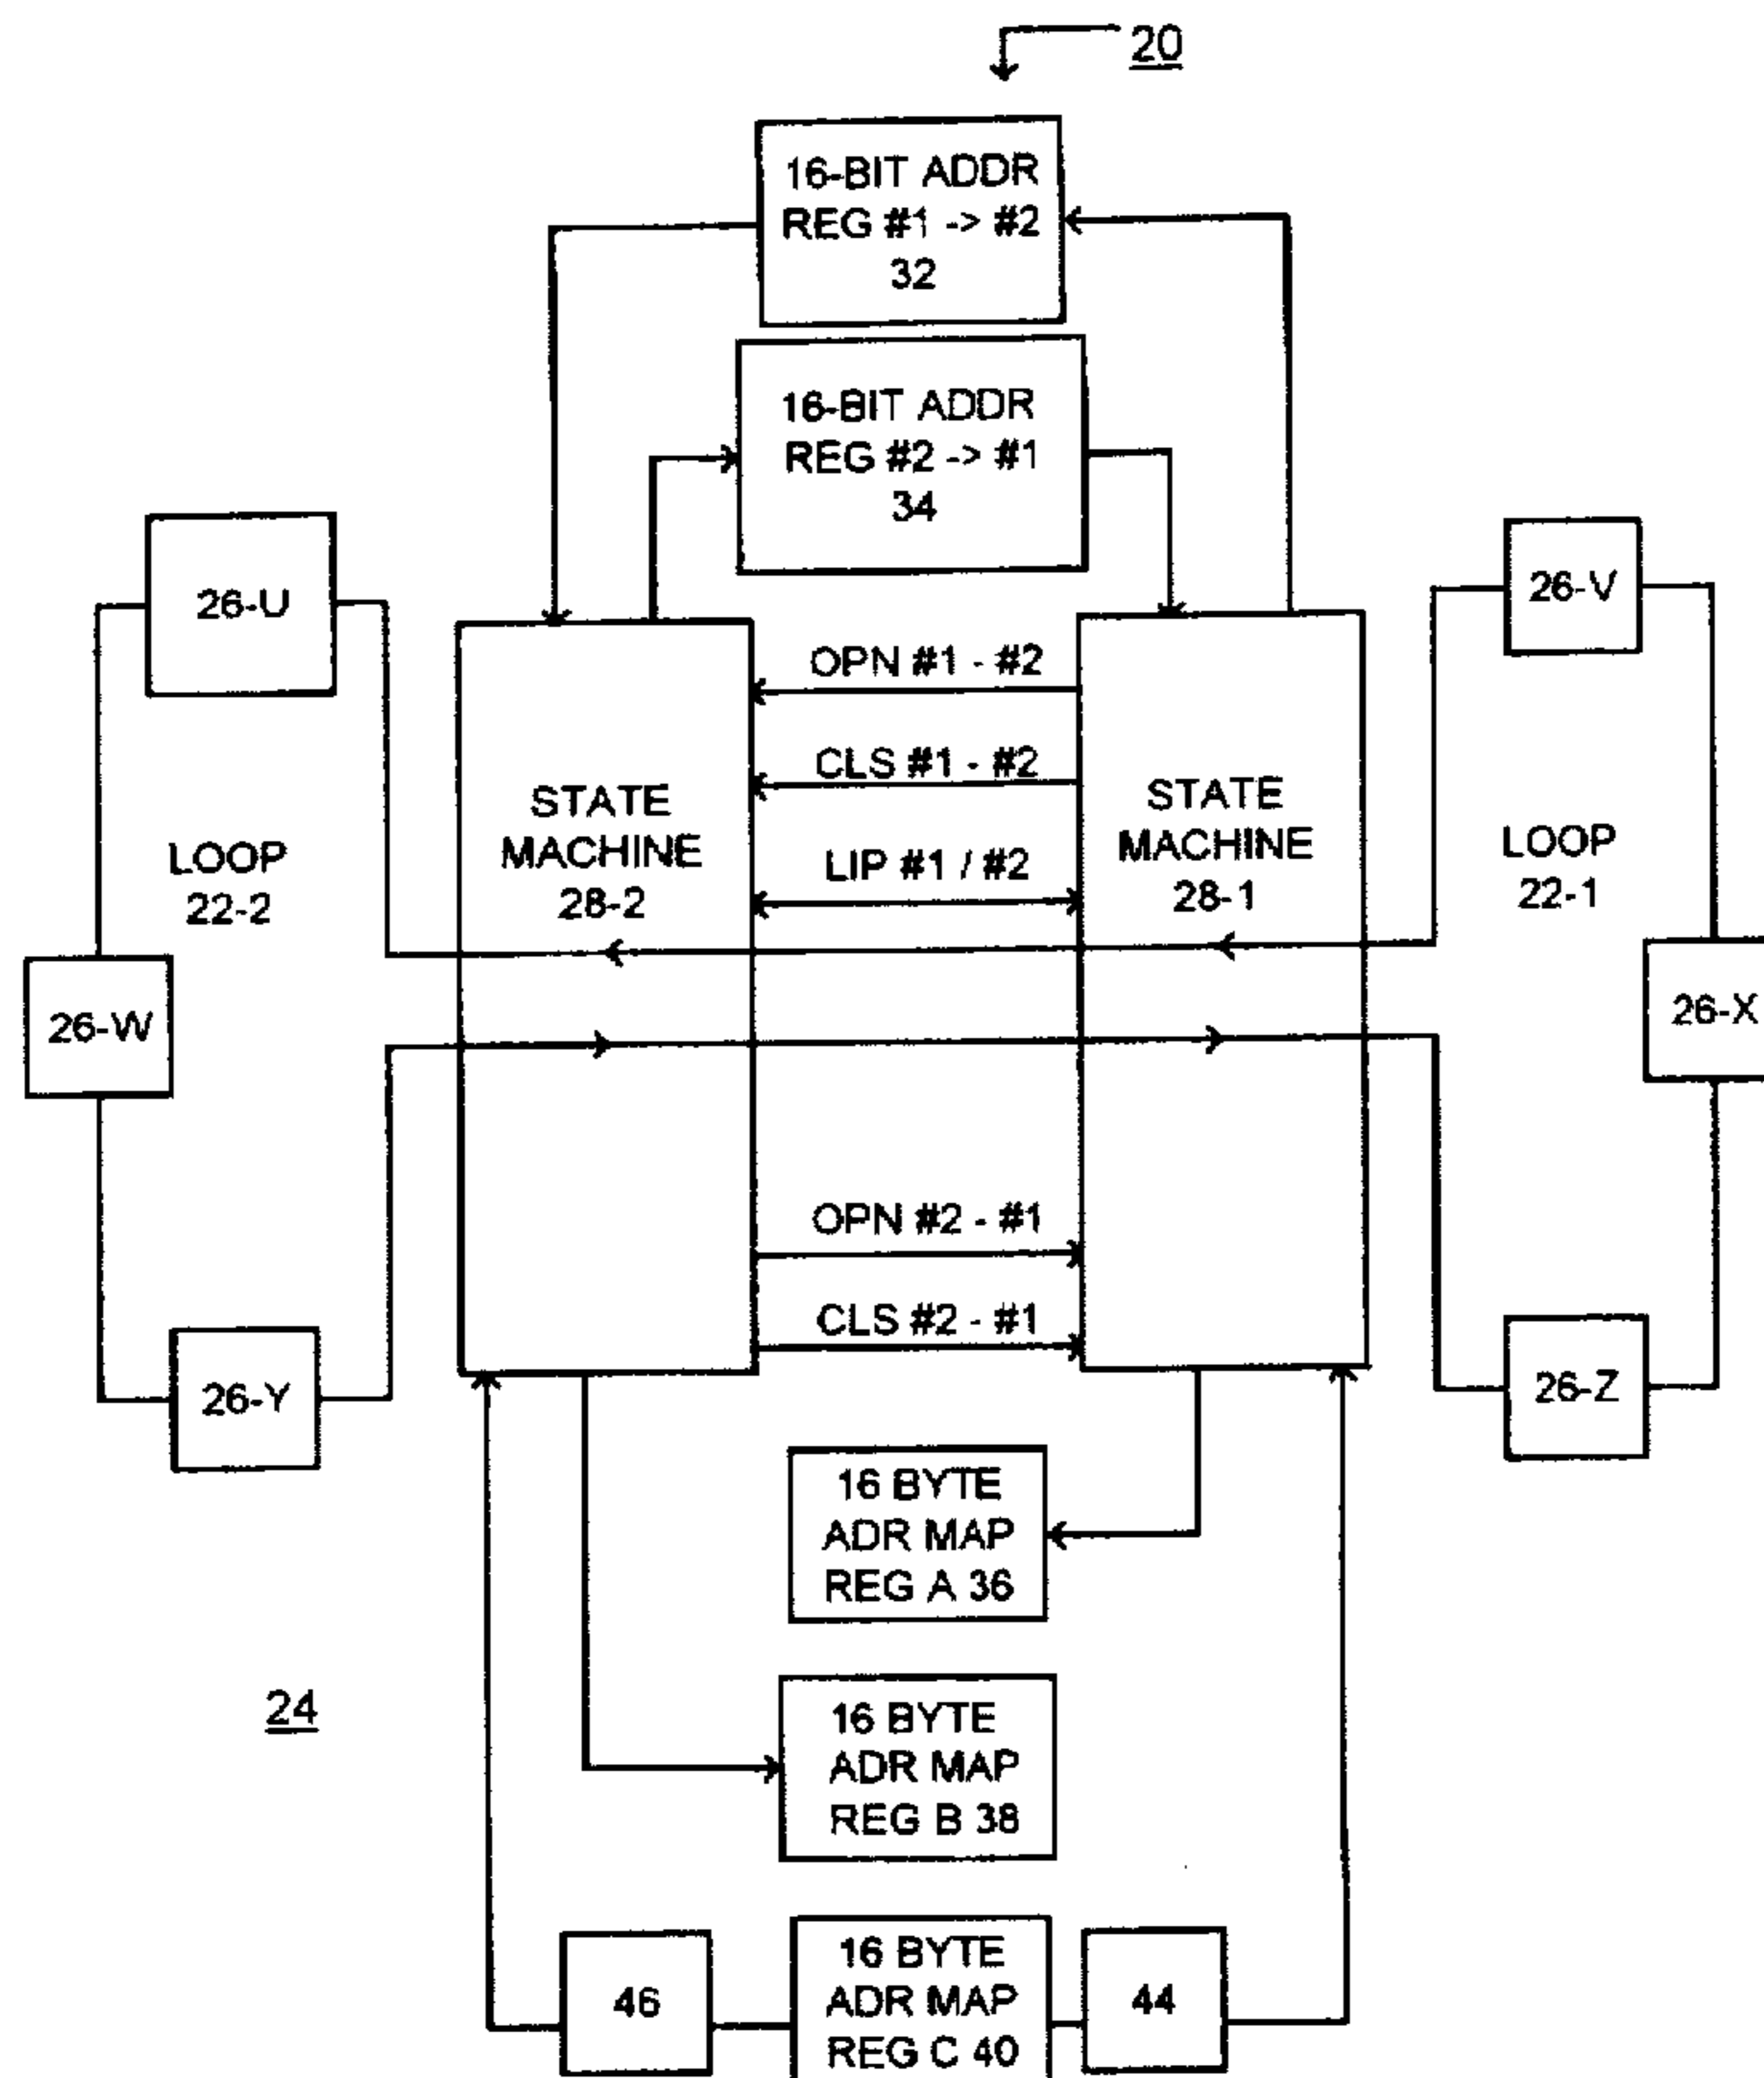 20
16-BIT ADDR
REG #1 -> #2
32
16-BIT ADDR
REG #2 -> #1
34
26-U
26-V
OPN #1 - #2
CLS #1 - #2
LIP #1 / #2
STATE
MACHINE
28-2
STATE
MACHINE
28-1
LOOP
22-2
LOOP
22-1
26-W
26-X
OPN #2 - #1
CLS #2 - #1
26-Y
26-Z
16 BYTE
ADR MAP
REG A 36
24
16 BYTE
ADR MAP
REG B 38
46
16 BYTE
ADR MAP
REG C 40
44